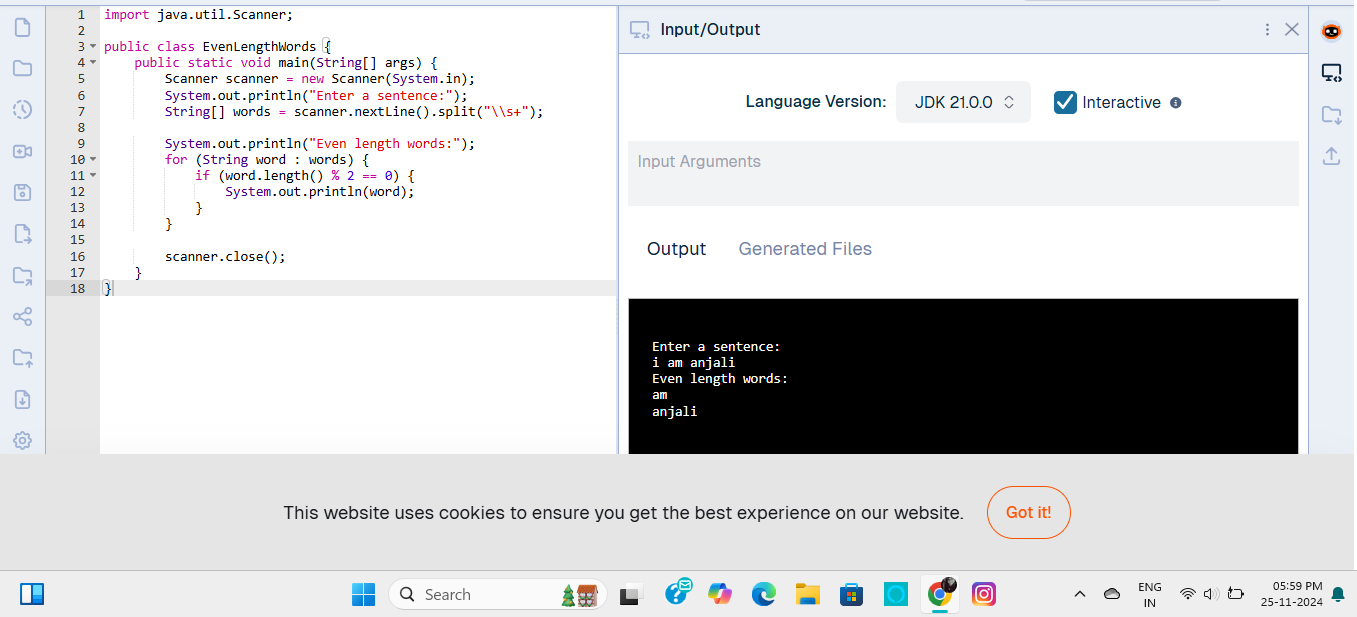 1 import java.util.Scanner;
2
3 public class EvenLengthWords {
4     public static void main(String[] args) {
5         Scanner scanner = new Scanner(System.in);
6         System.out.println("Enter a sentence:");
7         String[] words = scanner.nextLine().split("\\s+");
8
9         System.out.println("Even length words:");
10         for (String word : words) {
11             if (word.length() % 2 == 0) {
12                 System.out.println(word);
13             }
14         }
15
16         scanner.close();
17     }
18 }
Input/Output
Language Version: JDK 21.0.0 Interactive
Input Arguments
Output Generated Files
Enter a sentence:
i am anjali
Even length words:
am
anjali
This website uses cookies to ensure you get the best experience on our website. Got it!
Search
ENG
IN
05:59 PM
25-11-2024